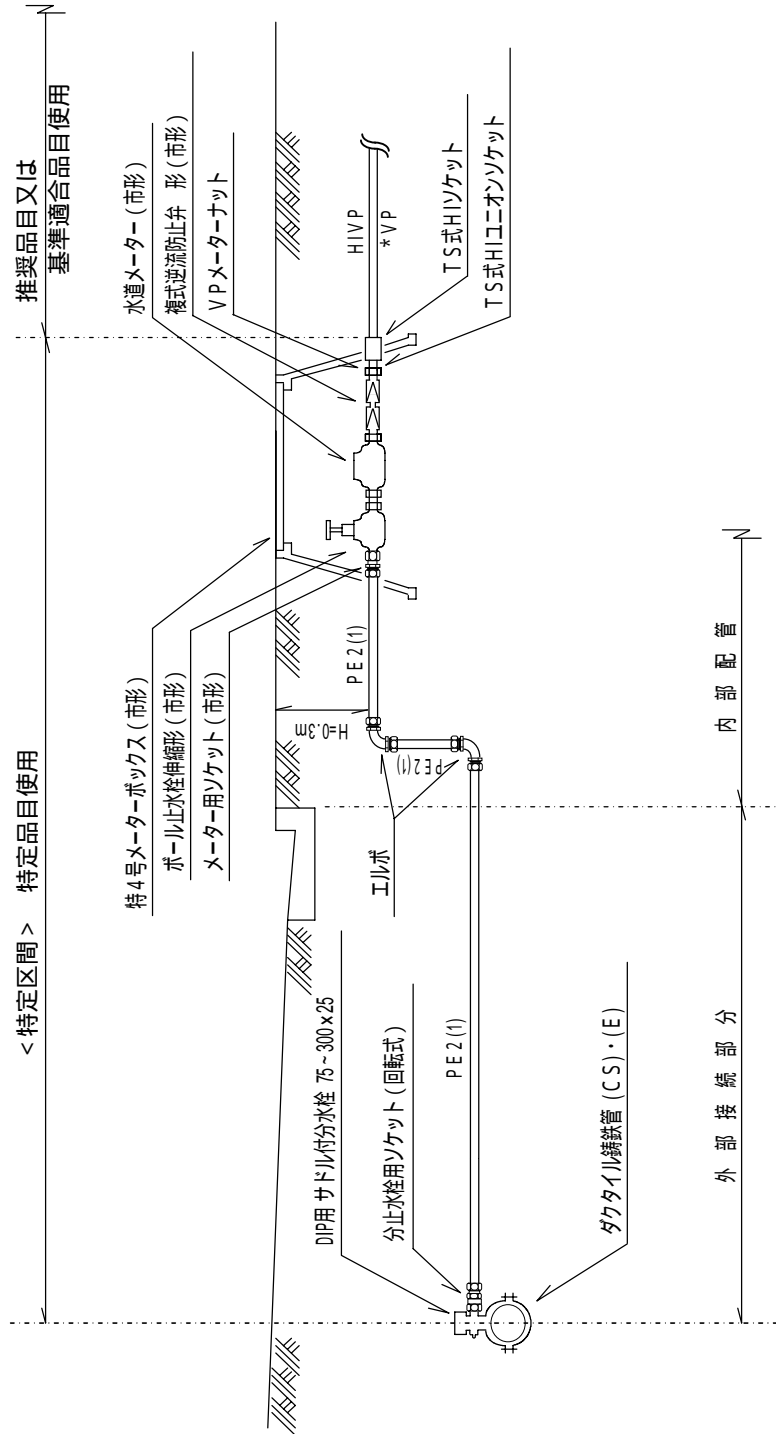 <特定区間> 特定品目使用
推奨品目又は
基準適合品目使用
特4号メーターボックス(市形)
ボール止水栓伸縮形(市形)
メーター用ソケット(市形)
水道メーター(市形)
複式逆流防止弁 形(市形)
VPメーターナット
HIVP
*VP
TS式HIソケット
TS式HIユニオンソケット
H=0.3m
PE2(1)
PE2(1)
エルボ
DIP用 サドル付分水栓 75~300x25
分止水栓用ソケット(回転式)
PE2(1)
ダクタイル鋳鉄管(CS)・(E)
外部接続部分
内部配管